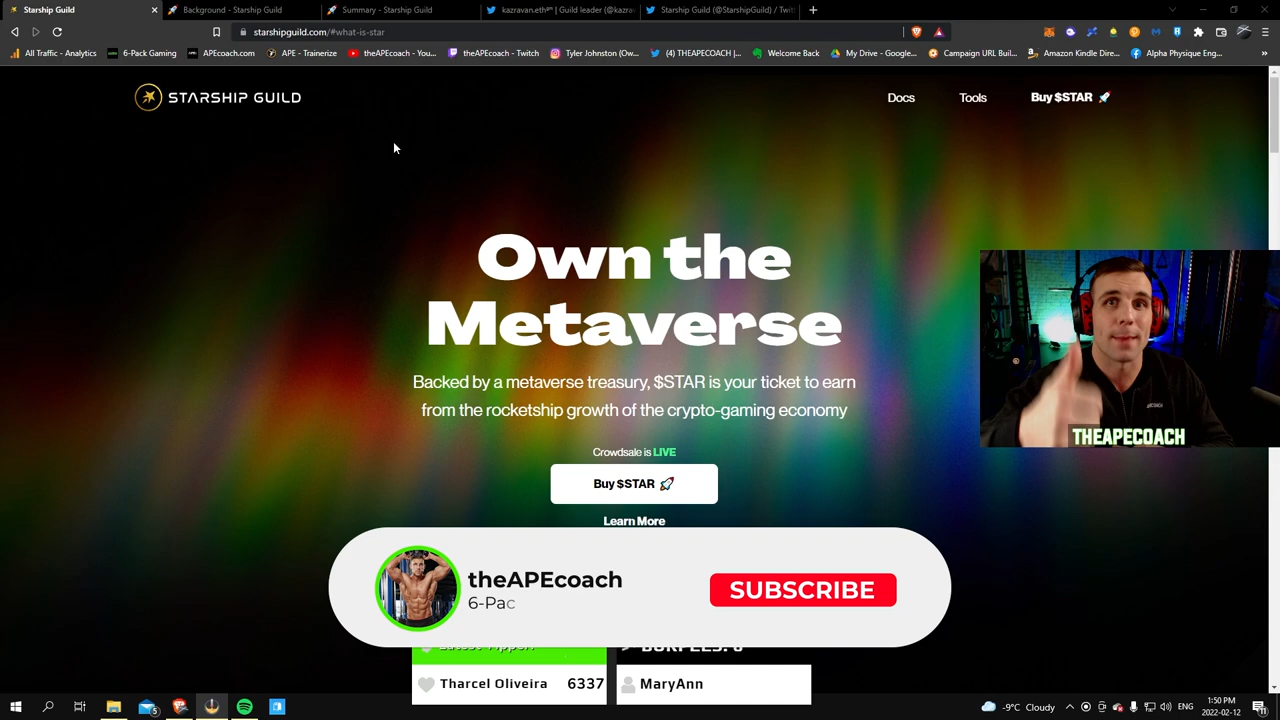 Starship Guild
Background - Starship Guild
Summary - Starship Guild
kazravan.eth | Guild leader (@kazrav
Starship Guild (@StarshipGuild) / Twitt
starshipguild.com/#what-is-star
All Traffic - Analytics
6-Pack Gaming
APEcoach.com
APE - Trainerize
theAPEcoach - You...
theAPEcoach - Twitch
Tyler Johnston (Ow...
(4) THEAPECOACH (...
Welcome Back!
My Drive - Google...
Campaign URL Buil...
Amazon Kindle Dire...
Alpha Physique Eng...
STARSHIP GUILD
Docs
Tools
Buy $STAR
Own the
Metaverse
Backed by a metaverse treasury, $STAR is your ticket to earn
from the rocketship growth of the crypto-gaming economy
Crowdsale is LIVE
Buy $STAR
Learn More
THEAPECOACH
theAPEcoach
6-Pac
SUBSCRIBE
Tharcel Oliveira 6337
MaryAnn
-9°C Cloudy
ENG
1:50 PM
2022-02-12